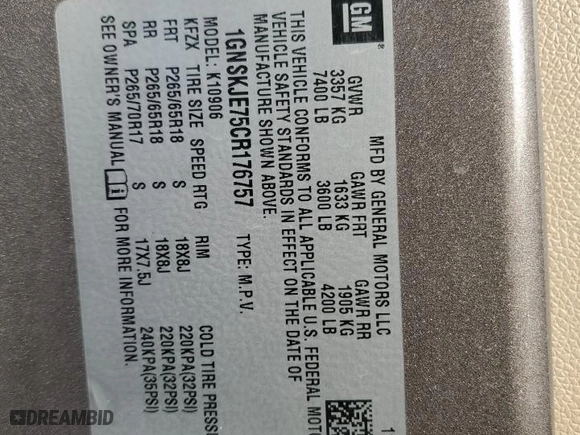 GM
MFD BY GENERAL MOTORS LLC
GVWR GAWR FRT GAWR RR
3357 KG 1633 KG 1905 KG
7400 LB 3600 LB 4200 LB
THIS VEHICLE CONFORMS TO ALL APPLICABLE U.S. FEDERAL
VEHICLE SAFETY STANDARDS IN EFFECT ON THE DATE OF
MANUFACTURE SHOWN ABOVE.
1GNSKJE75CR176757 TYPE: M.P.V.
MODEL: K10906
KFZX TIRE SIZE SPEED RTG RIM COLD TIRE
FRT P265/65R18 S 18X8J 220KPA(32PSI)
RR P265/65R18 S 18X8J 220KPA(32PSI)
SPA P265/70R17 S 17X7.5J 240KPA(35PSI)
SEE OWNER'S MANUAL FOR MORE INFORMATION.
DREAMBID